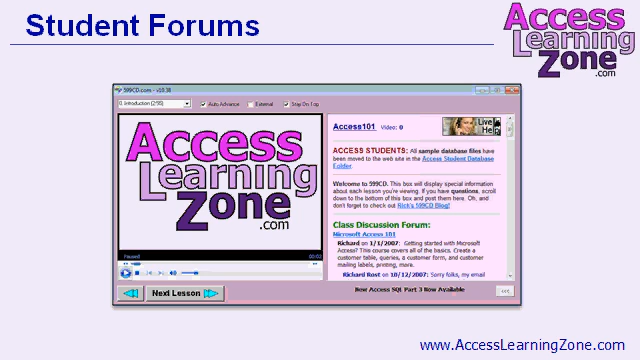 Student Forums
Access
Learning
Zone
.com
599CD.com - v10.38
0. Introduction (2:55)
Auto Advance
External
Stay On Top
Access
Learning
Zone
.com
Paused
00:02
Next Lesson
Access101 Video: 0
Live
Help
ACCESS STUDENTS: All sample database files have
been moved to the web site in the Access Student Database
Folder.
Welcome to 599CD. This box will display special information
about each lesson you're viewing. If you have questions, scroll
down to the bottom of this box and post them here. Oh, and
don't forget to check out Rick's 599CD Blog!
Class Discussion Forum:
Microsoft Access 101
Richard on 1/1/2007: Getting started with Microsoft
Access? This course covers all of the basics. Create a
customer table, queries, a customer form, and customer
mailing labels, printing, more.
Richard Rost on 10/12/2007: Sorry folks, my email
New Access SQL Part 3 Now Available
<<<
www.AccessLearningZone.com